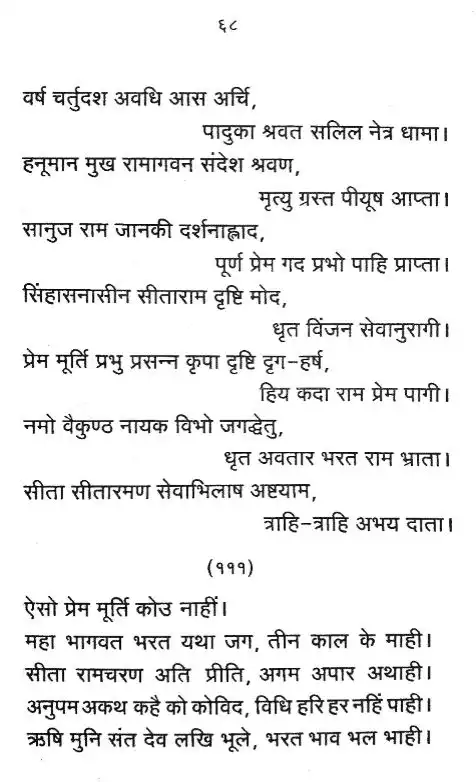 ६८
वर्ष चर्तुदश अवधि आस अर्चि,
पादुका श्रवत सलिल नेत्र धामा।
हनूमान मुख रामागवन संदेश श्रवण,
मृत्यु ग्रस्त पीयूष आप्ता।
सानुज राम जानकी दर्शनाह्लाद,
पूर्ण प्रेम गद प्रभो पाहि प्राप्ता।
सिंहासनासीन सीताराम दृष्टि मोद,
धृत विंजन सेवानुरागी।
प्रेम मूर्ति प्रभु प्रसन्न कृपा दृष्टि दृग-हर्ष,
हिय कदा राम प्रेम पागी।
नमो वैकुण्ठ नायक विभो जगद्धेतु,
धृत अवतार भरत राम भ्राता।
सीता सीतारमण सेवाभिलाष अष्टयाम,
त्राहि-त्राहि अभय दाता।
(१११)
ऐसो प्रेम मूर्ति कोउ नाहीं।
महा भागवत भरत यथा जग, तीन काल के माही।
सीता रामचरण अति प्रीति, अगम अपार अथाही।
अनुपम अकथ कहै को कोविद, विधि हरि हर नहिं पाही।
ऋषि मुनि संत देव लखि भूले, भरत भाव भल भाही।